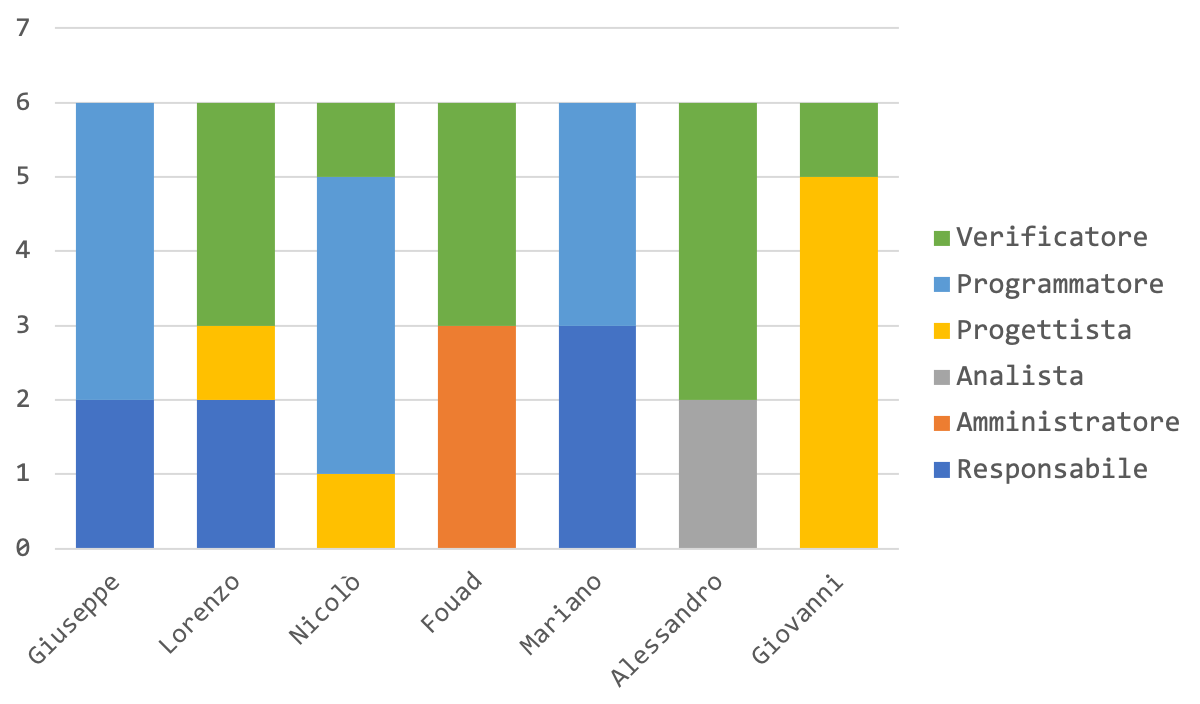 7
6
5
4
3
2
1
0
Giuseppe
Lorenzo
Nicolò
Fouad
Mariano
Alessandro
Giovanni
Verificatore
Programmatore
Progettista
Analista
Amministratore
Responsabile